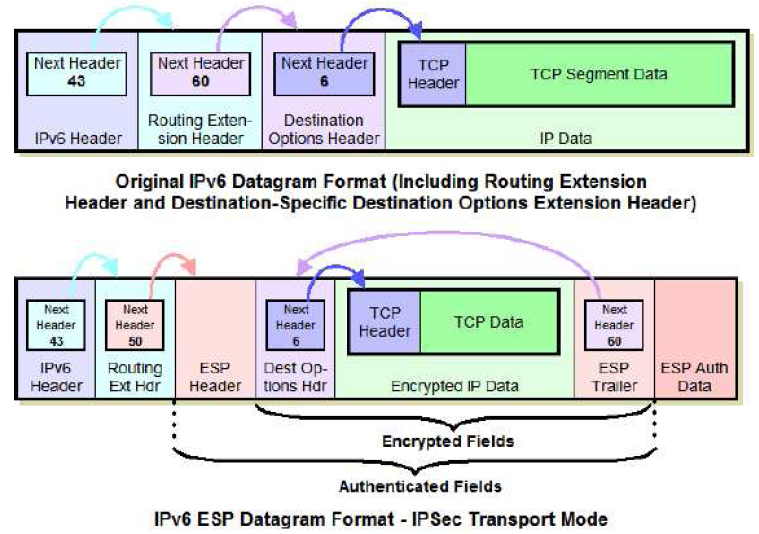 Next Header
43
IPv6 Header
Next Header
60
Routing Exten-
sion Header
Next Header
6
Destination
Options Header
TCP
Header
TCP Segment Data
IP Data
Original IPv6 Datagram Format (Including Routing Extension
Header and Destination-Specific Destination Options Extension Header)
Next
Header
43
IPv6
Header
Next
Header
50
Routing
Ext Hdr
ESP
Header
Next
Header
6
Dest Op-
tions Hdr
TCP
Header
TCP Data
Encrypted IP Data
Next
Header
60
ESP
Trailer
ESP Auth
Data
Encrypted Fields
Authenticated Fields
IPv6 ESP Datagram Format - IPSec Transport Mode